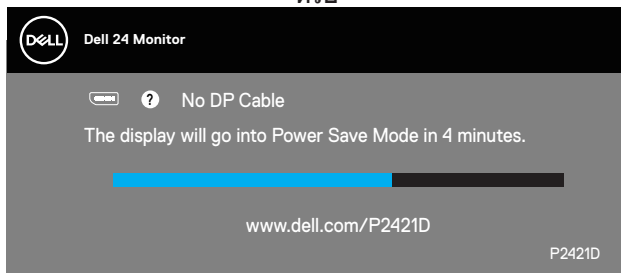 DELL
Dell 24 Monitor
? No DP Cable
The display will go into Power Save Mode in 4 minutes.
www.dell.com/P2421D
P2421D